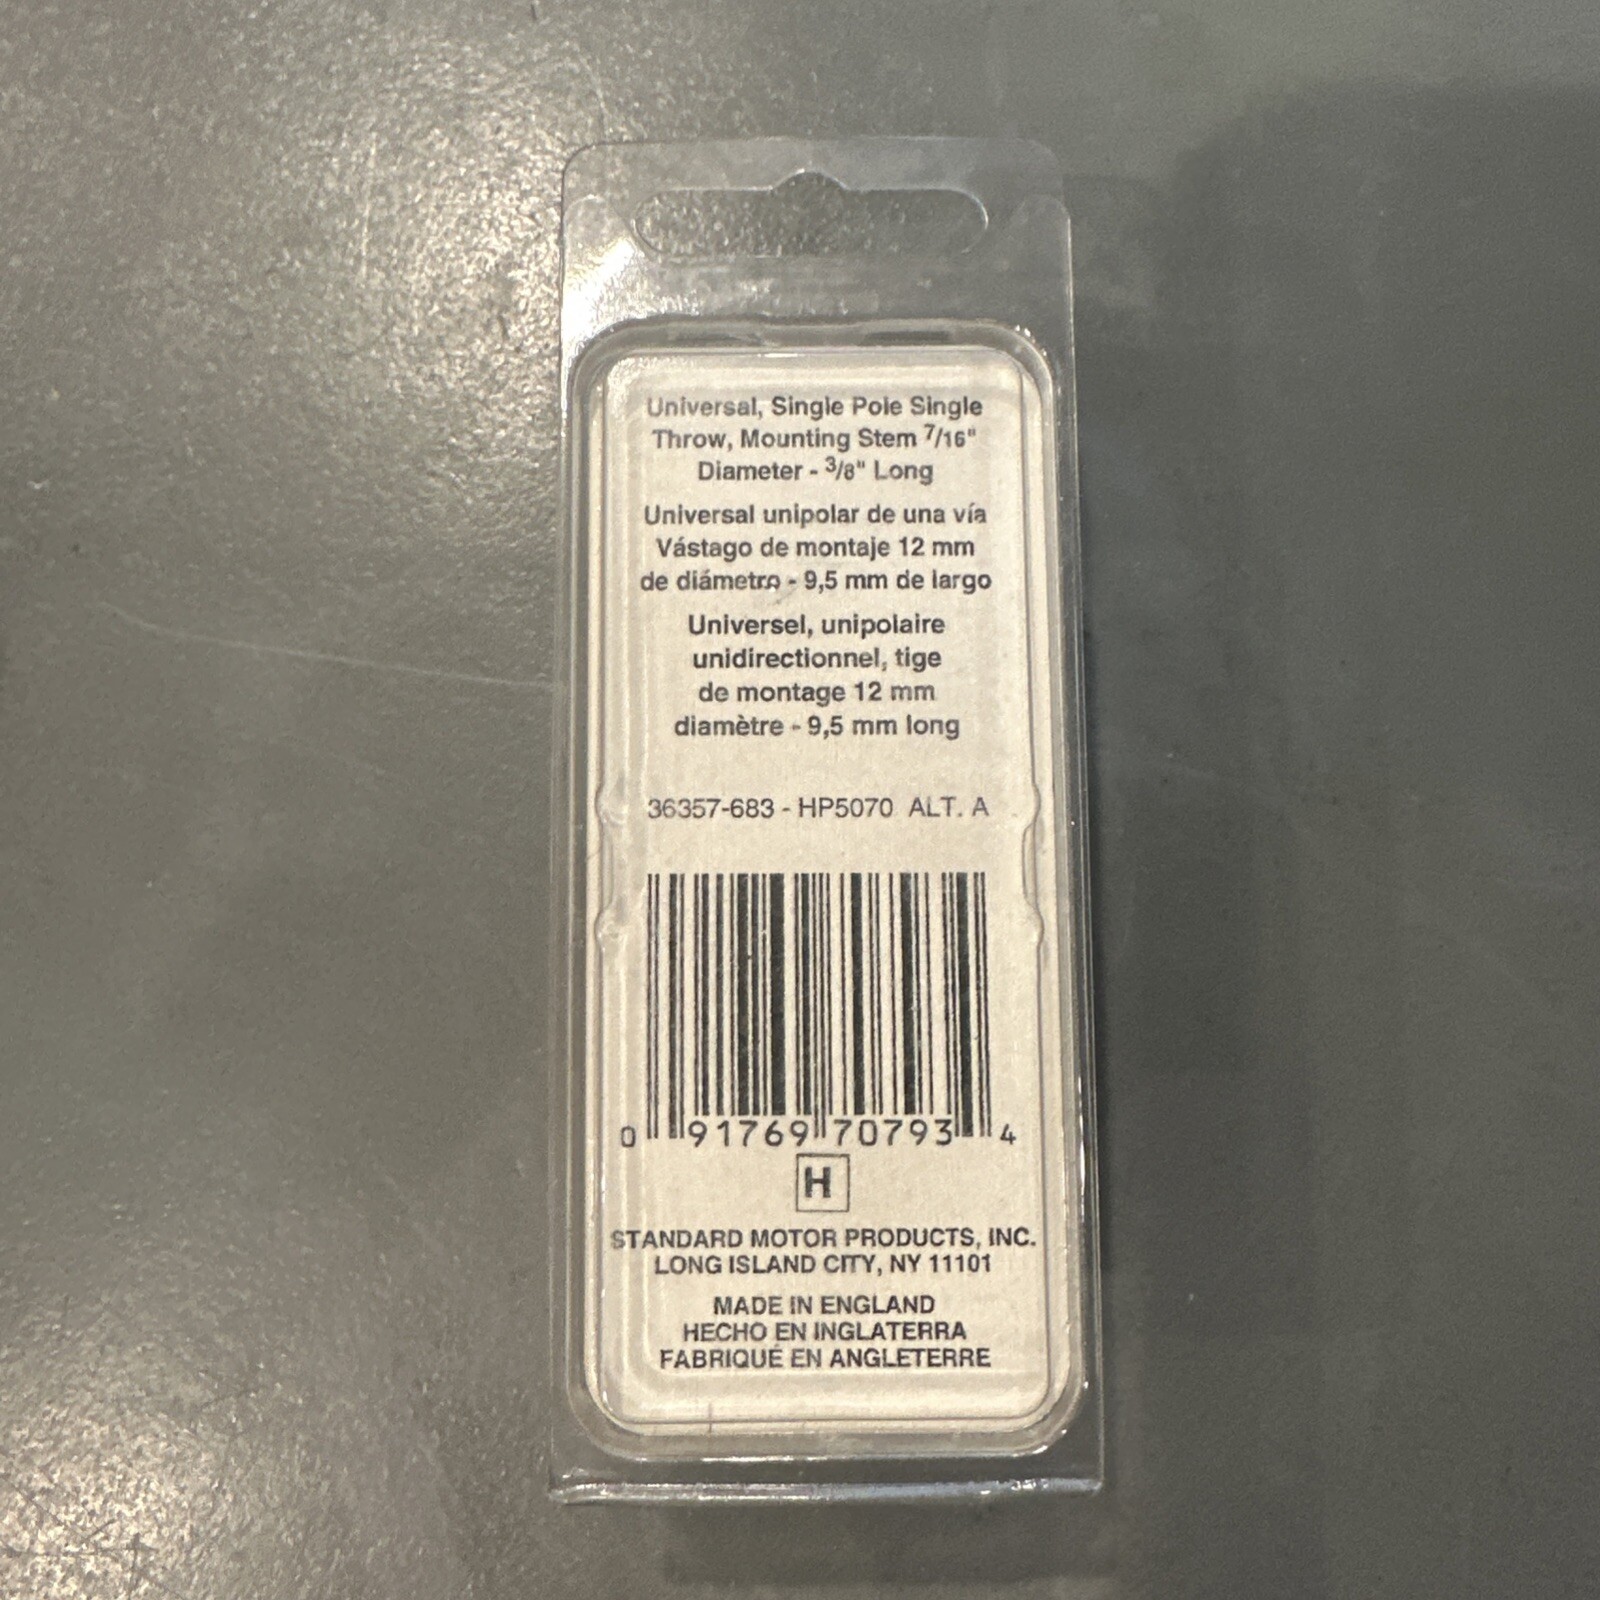 Universal, Single Pole Single
Throw, Mounting Stem 7/16"
Diameter - 3/8" Long
Universal unipolar de una vía
Vástago de montaje 12 mm
de diámetro - 9,5 mm de largo
Universel, unipolaire
unidirectionnel, tige
de montage 12 mm
diamètre - 9,5 mm long
36357-683 - HP5070 ALT. A
0 91769 70793 4
H
STANDARD MOTOR PRODUCTS, INC.
LONG ISLAND CITY, NY 11101
MADE IN ENGLAND
HECHO EN INGLATERRA
FABRIQUÉ EN ANGLETERRE